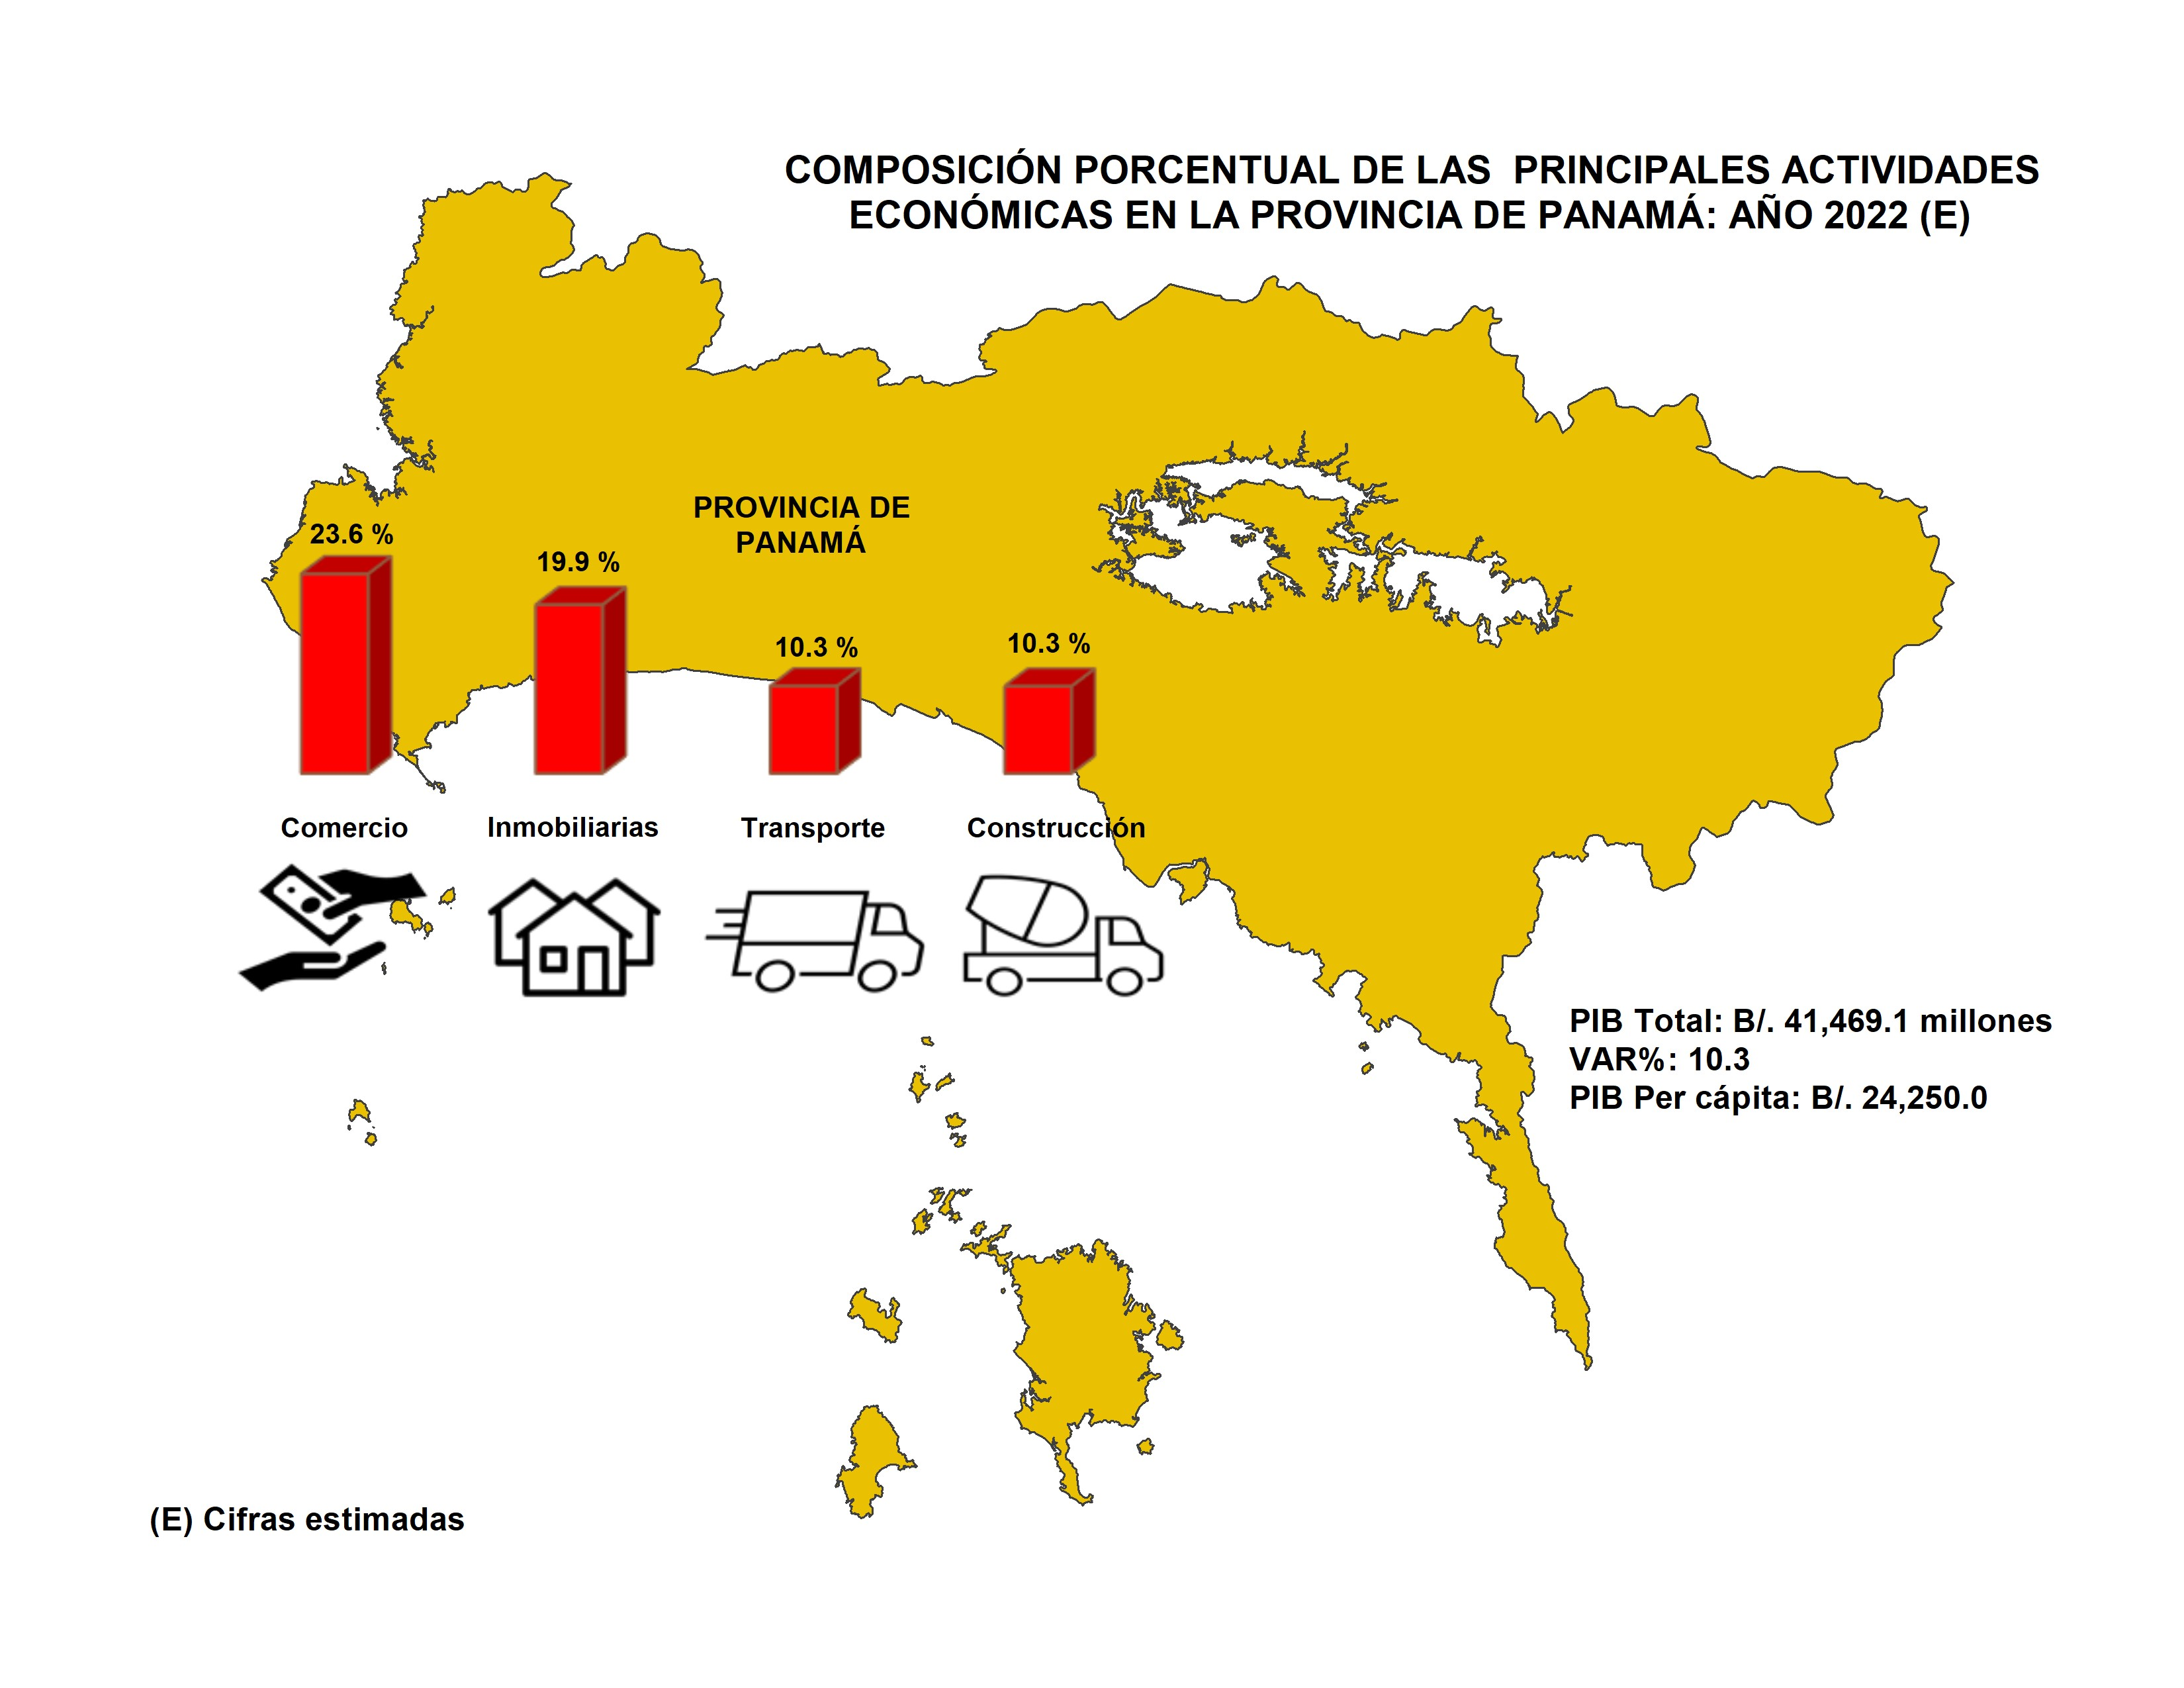 COMPOSICIÓN PORCENTUAL DE LAS  PRINCIPALES ACTIVIDADES
ECONÓMICAS EN LA PROVINCIA DE PANAMÁ: AÑO 2022 (E)
PROVINCIA DE
PANAMÁ
23.6 %
19.9 %
10.3 %
10.3 %
Comercio
Inmobiliarias
Transporte
Construcción
PIB Total: B/. 41,469.1 millones
VAR%: 10.3
PIB Per cápita: B/. 24,250.0
(E) Cifras estimadas